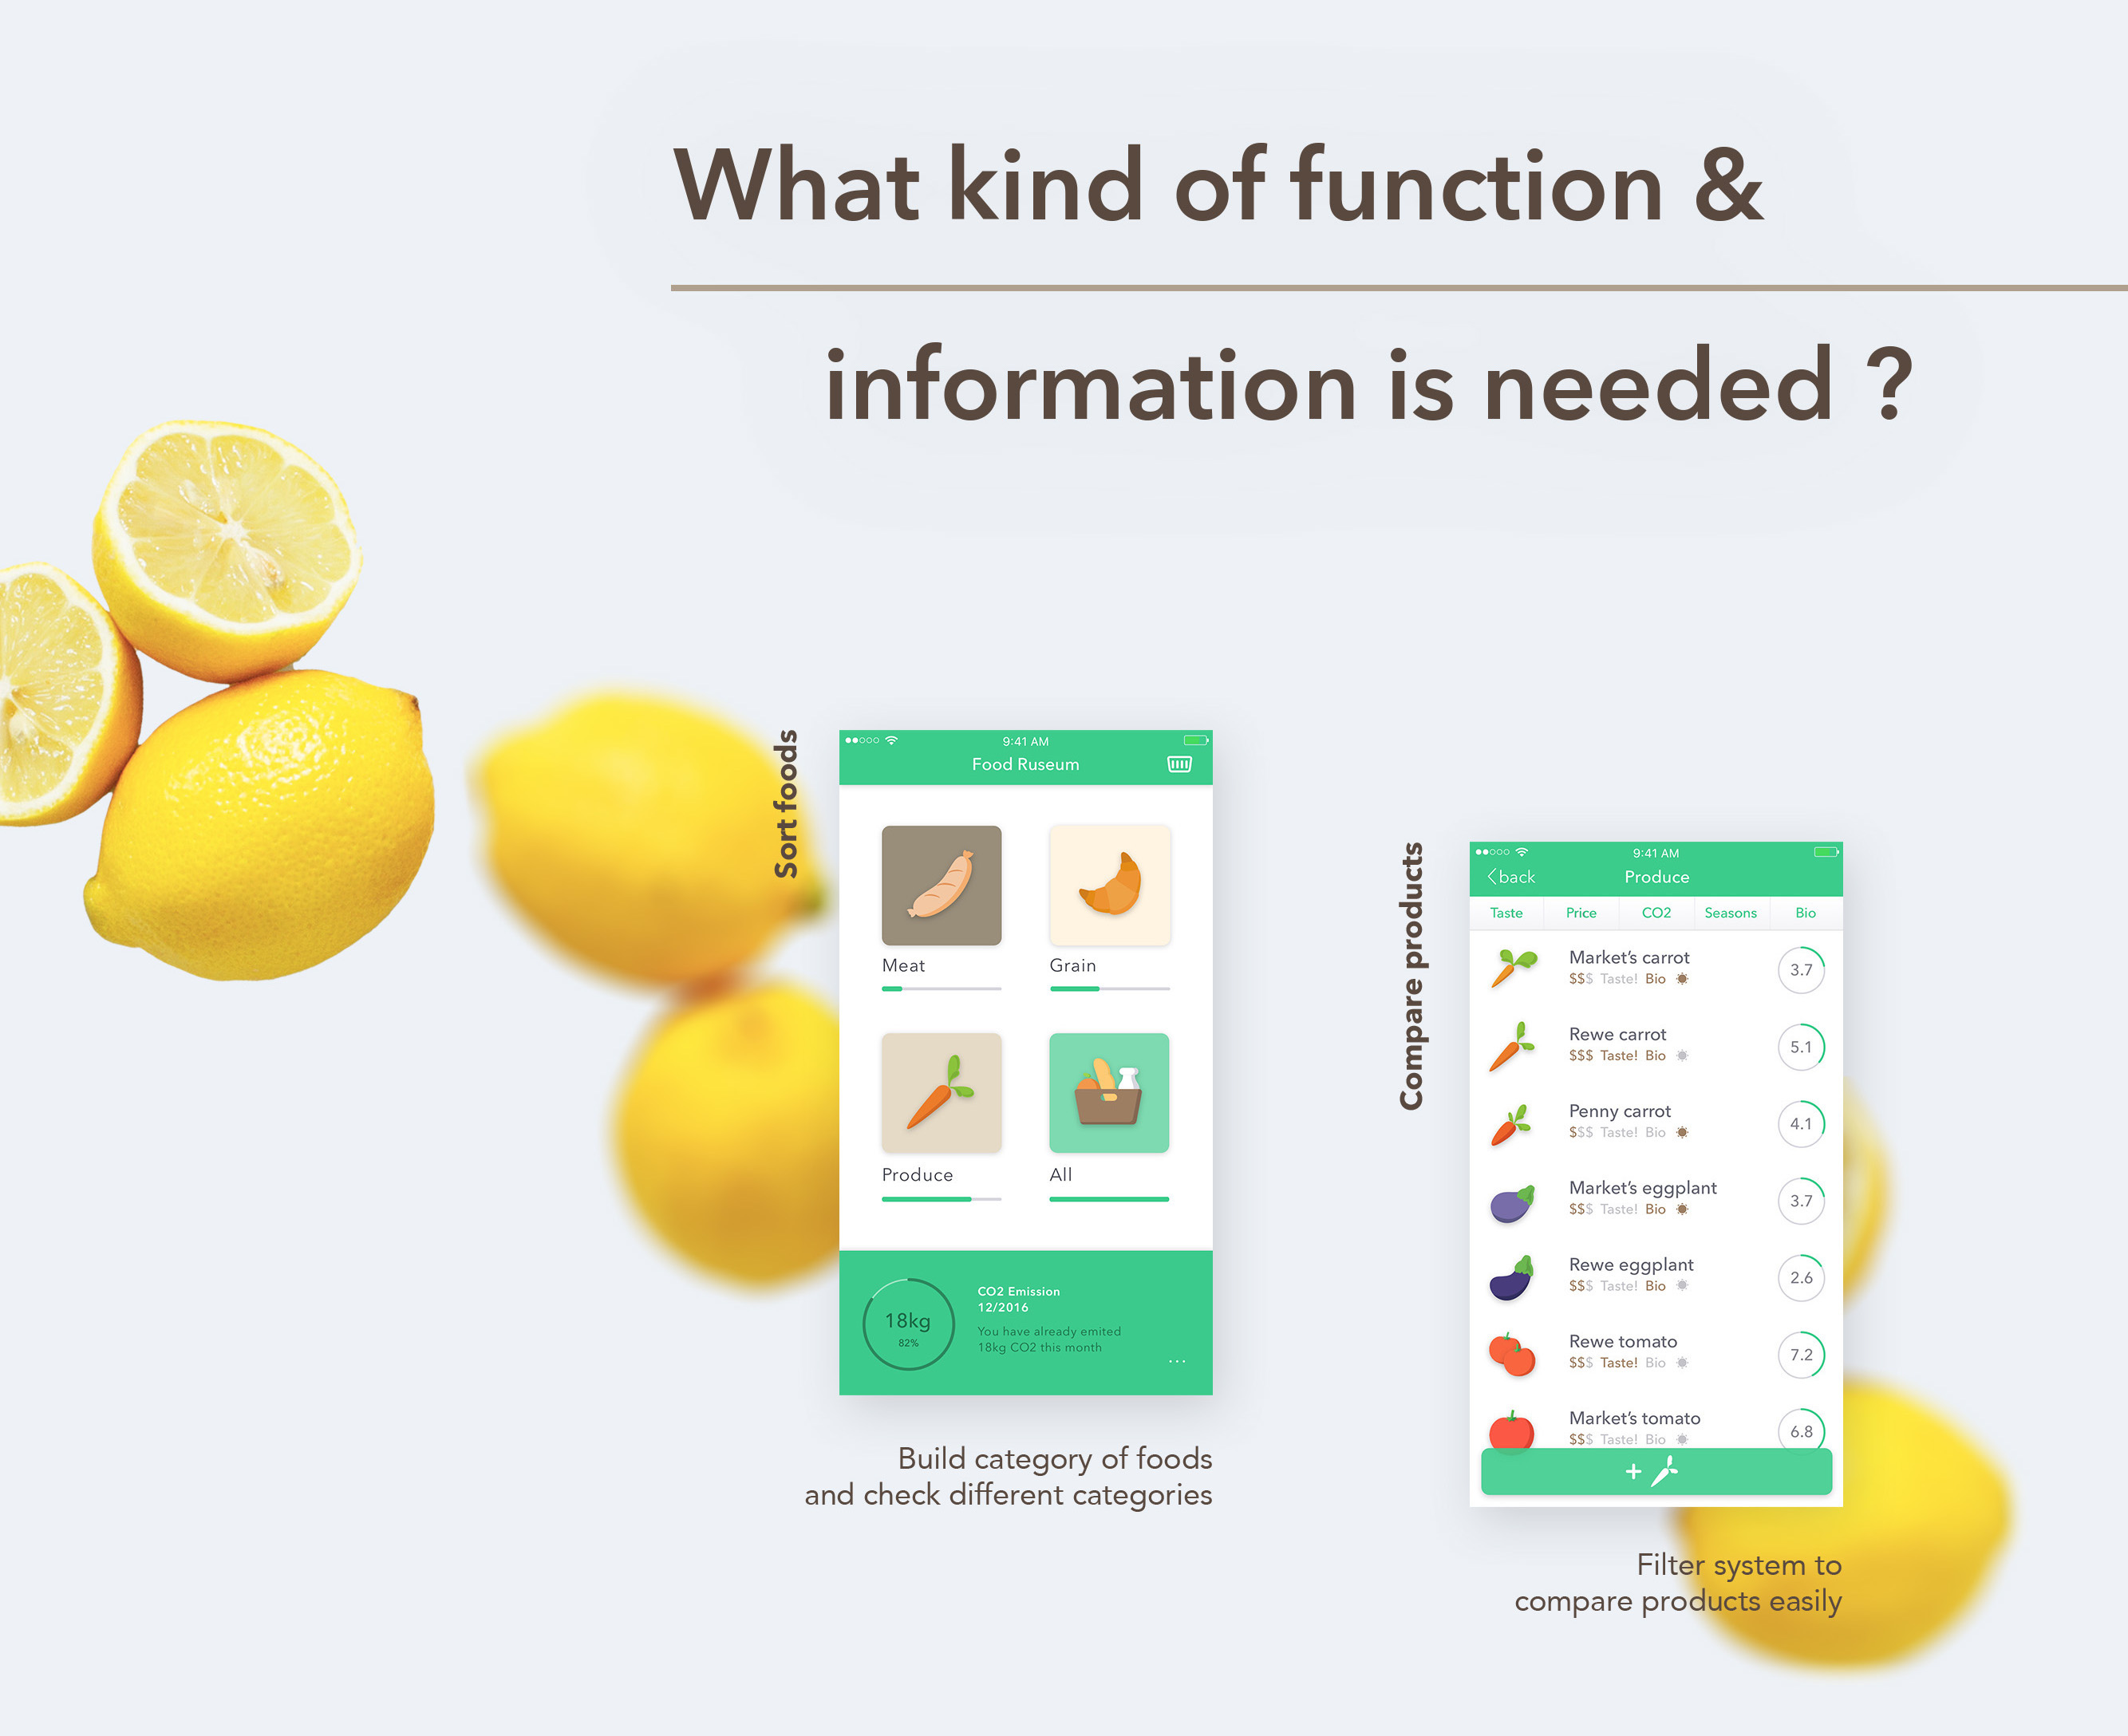 What kind of function &
information is needed ?
Sort foods
9:41 AM
Food Ruseum
Meat
Grain
Produce
All
18kg
82%
CO2 Emission
12/2016
You have already emited
18kg CO2 this month
...
Build category of foods
and check different categories
Compare products
9:41 AM
back
Produce
Taste Price CO2 Seasons Bio
Market's carrot
$$$ Taste! Bio
3.7
Rewe carrot
$$$ Taste! Bio
5.1
Penny carrot
$$$ Taste! Bio
4.1
Market's eggplant
$$$ Taste! Bio
3.7
Rewe eggplant
$$$ Taste! Bio
2.6
Rewe tomato
$$$ Taste! Bio
7.2
Market's tomato
$$$ Taste! Bio
6.8
+
Filter system to
compare products easily